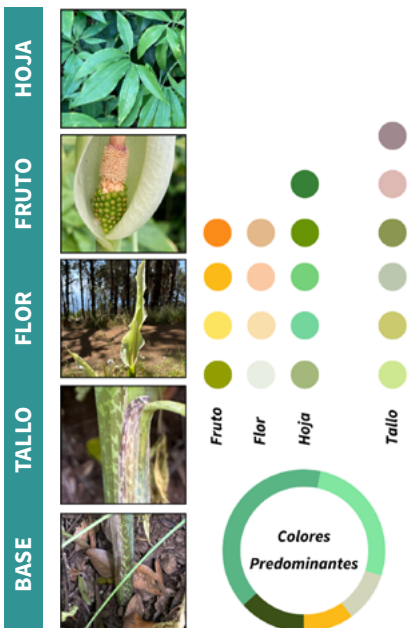 HOJA
FRUTO
FLOR
TALLO
BASE
Fruto
Flor
Hoja
Tallo
Colores
Predominantes